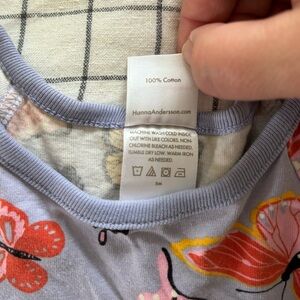 100% Cotton
HannaAndersson.com
MACHINE WASH COLD INSIDE
OUT WITH LIKE COLORS. NON-
CHLORINE BLEACH AS NEEDED.
TUMBLE DRY LOW. WARM IRON
AS NEEDED.